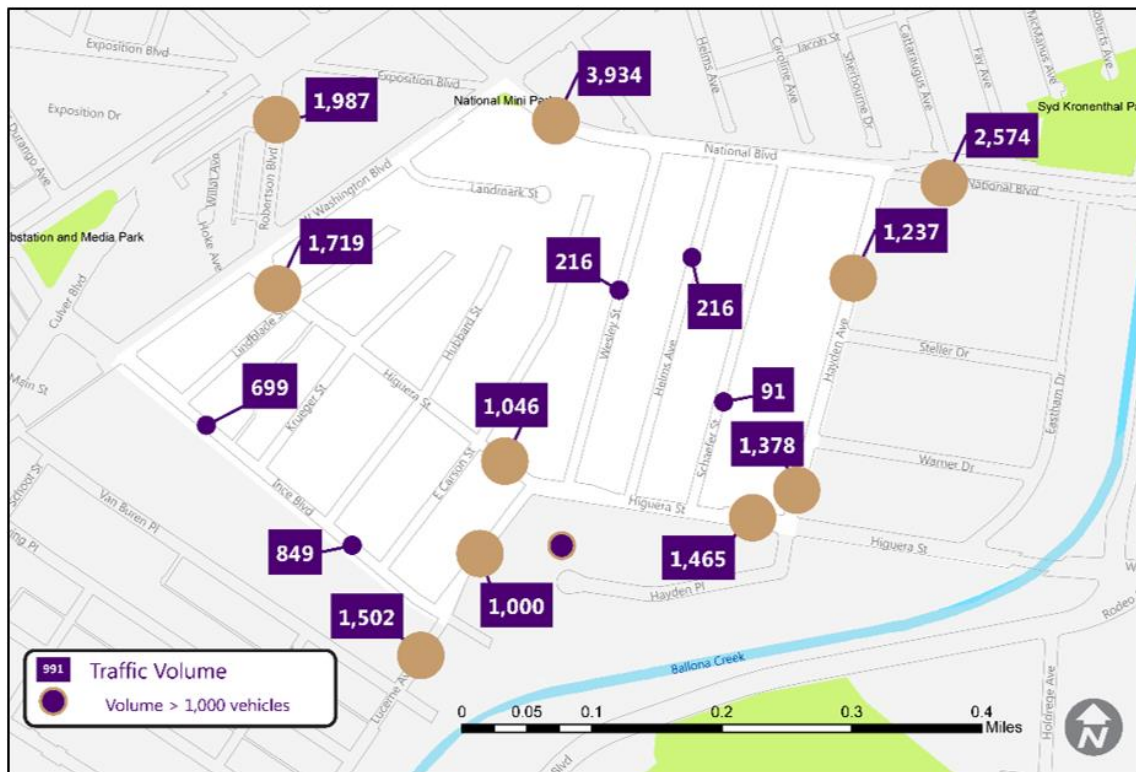 Exposition Blvd
Exposition Blvd
Exposition Dr
Durango Ave
1,987
Robertson Blvd
Willat Ave
Hoke Ave
W Washington Blvd
National Mini Par
3,934
Helms Ave
Caroline Ave
Jacob St
Sherbourne Dr
Cattaraugus Ave
Fay Ave
McManus Ave
Roberts Ave
Syd Kronenthal Pa
2,574
National Blvd
National Blvd
Landmark St
bstation and Media Park
Culver Blvd
Main St
1,719
Lindblade St
Hubbard St
216
Wesley St
216
Helms Ave
1,237
Hayden Ave
Steller Dr
Eastham Dr
699
Krueger St
Higuera St
1,046
E Carson St
91
Schaefer St
1,378
Warner Dr
School St
Van Buren Pl
ing Pl
Ince Blvd
Higuera St
1,465
Higuera St
849
1,000
Hayden Pl
1,502
Lucerne Av
Ballona Creek
Rodeo
Holdrege Ave
991 Traffic Volume
Volume > 1,000 vehicles
0 0.05 0.1 0.2 0.3 0.4
Miles
N